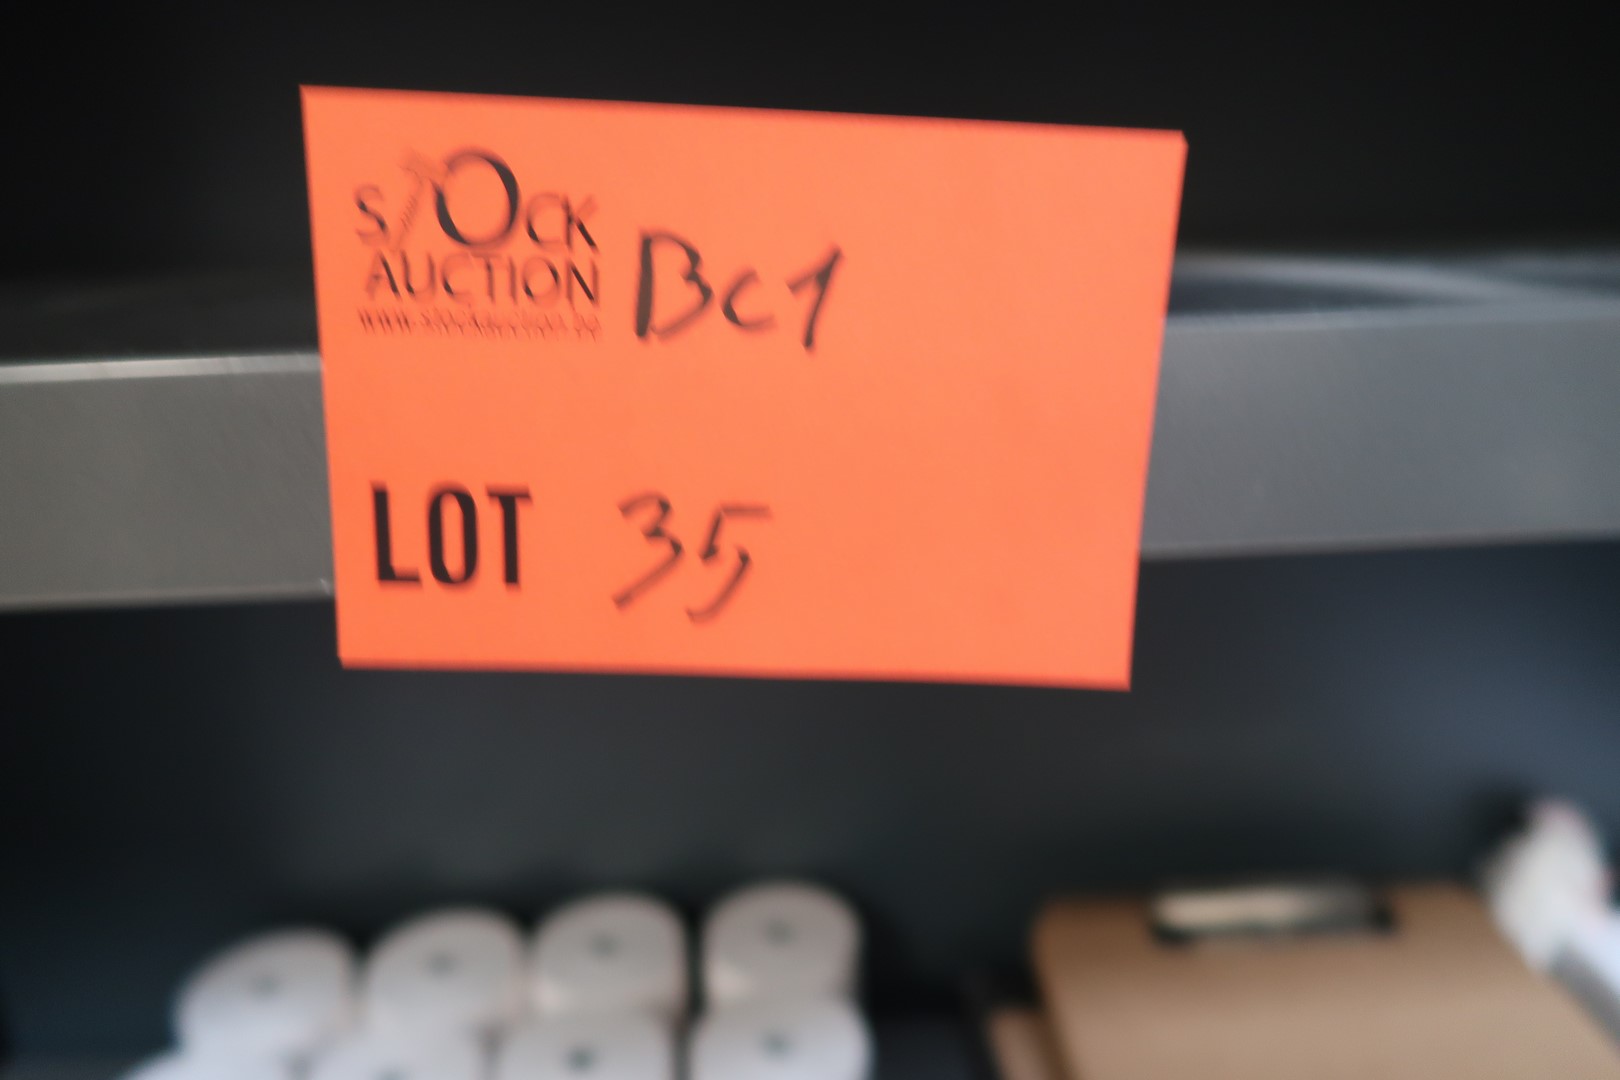 STOCK BC1
AUCTION
LOT 35